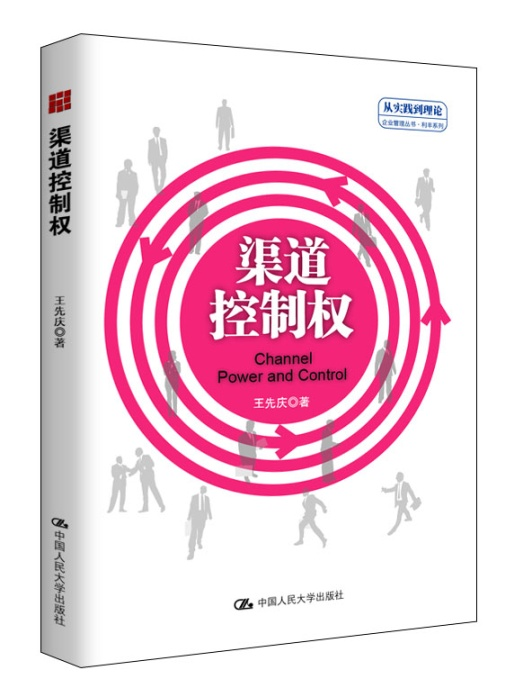 渠道控制权
王先庆◎著
中国人民大学出版社
从实践到理论
企业管理丛书·利丰系列
渠道
控制权
Channel
Power and Control
王先庆◎著
中国人民大学出版社